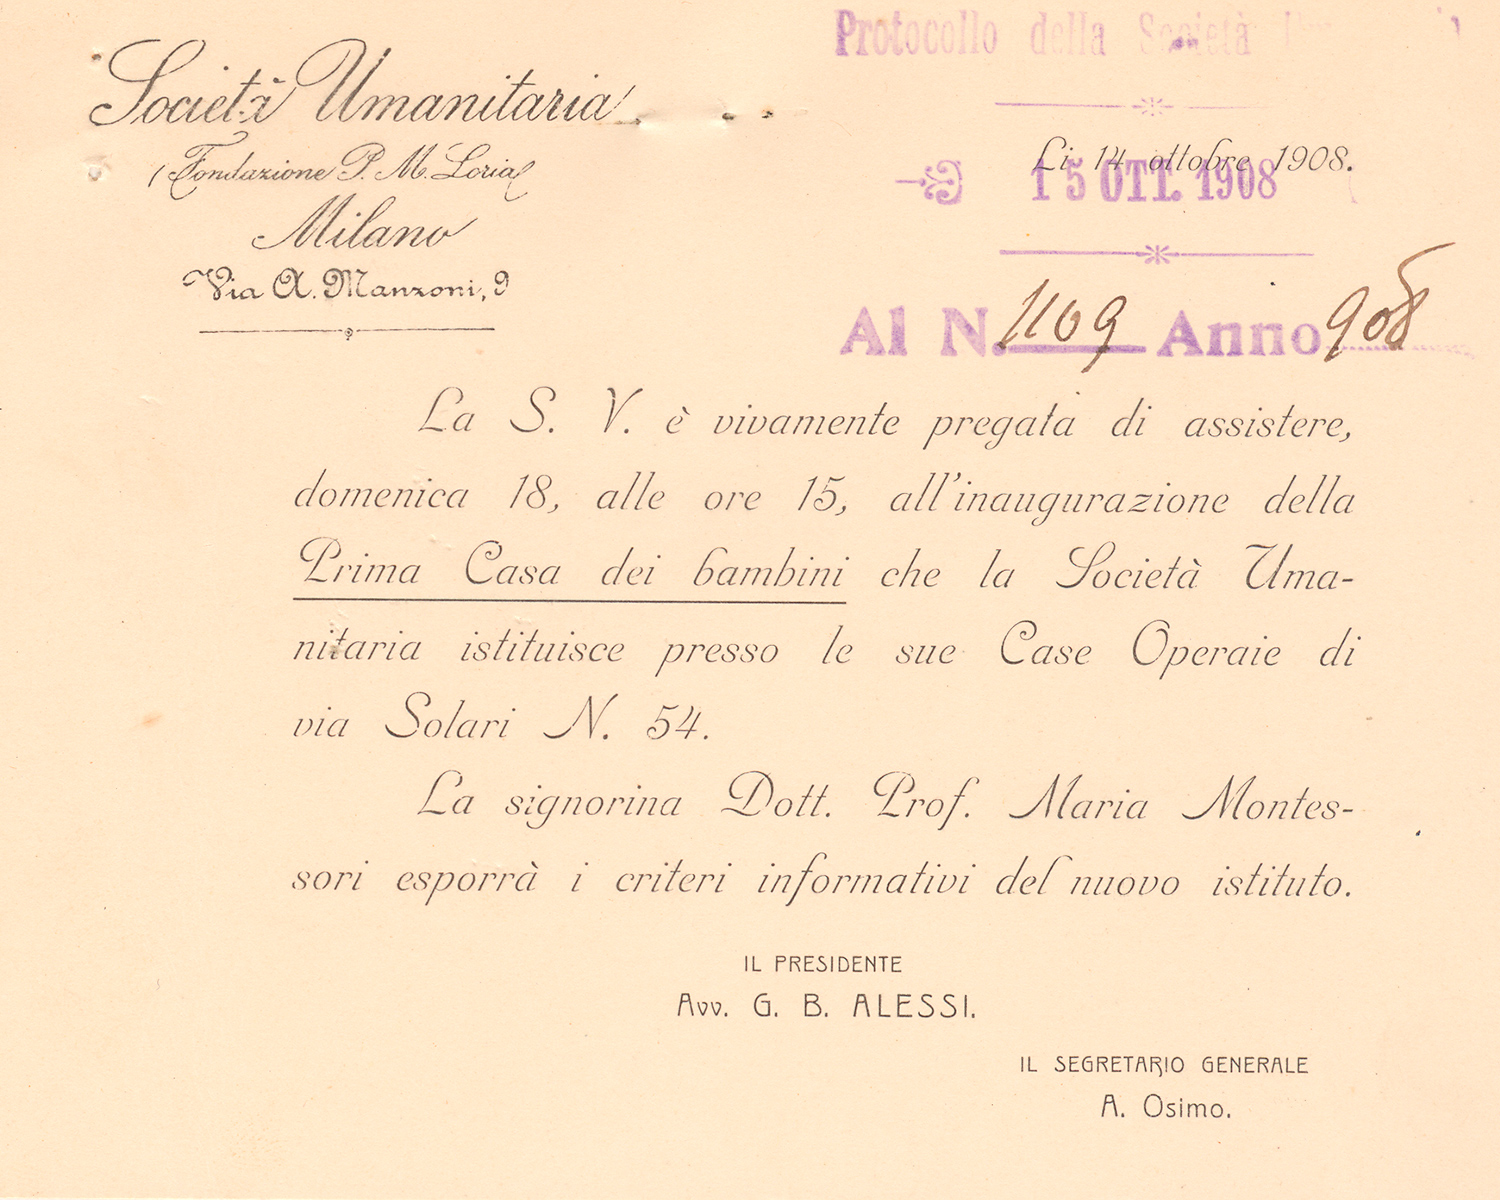 Protocollo della Società
Società Umanitaria
(Fondazione P. M. Loria)
Milano
Via A. Manzoni, 9
Li 14 ottobre 1908.
15 OTT. 1908
Al N. 1109 Anno 908
La S. V. è vivamente pregata di assistere,
domenica 18, alle ore 15, all'inaugurazione della
Prima Casa dei bambini che la Società Uma-
nitaria istituisce presso le sue Case Operaie di
via Solari N. 54.
La signorina Dott. Prof. Maria Montes-
sori esporrà i criteri informativi del nuovo istituto.
IL PRESIDENTE
Avv. G. B. ALESSI.
IL SEGRETARIO GENERALE
A. Osimo.